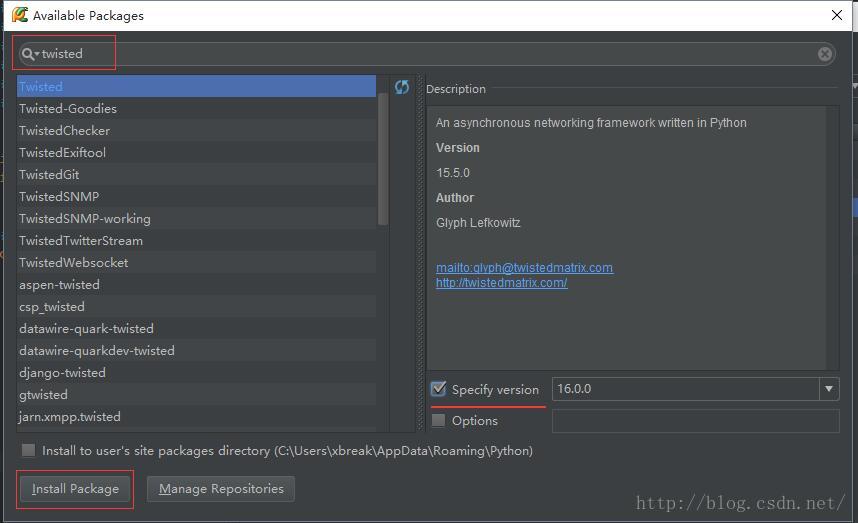 Available Packages
twisted
Twisted
Twisted-Goodies
TwistedChecker
TwistedExiftool
TwistedGit
TwistedSNMP
TwistedSNMP-working
TwistedTwitterStream
TwistedWebsocket
aspen-twisted
csp_twisted
datawire-quark-twisted
datawire-quarkdev-twisted
django-twisted
gtwisted
jarn.xmpp.twisted
Description
An asynchronous networking framework written in Python
Version
15.5.0
Author
Glyph Lefkowitz
mailto:glyph@twistedmatrix.com
http://twistedmatrix.com/
Specify version
16.0.0
Options
Install to user's site packages directory (C:\Users\xbreak\AppData\Roaming\Python)
Install Package
Manage Repositories
http://blog.csdn.net/